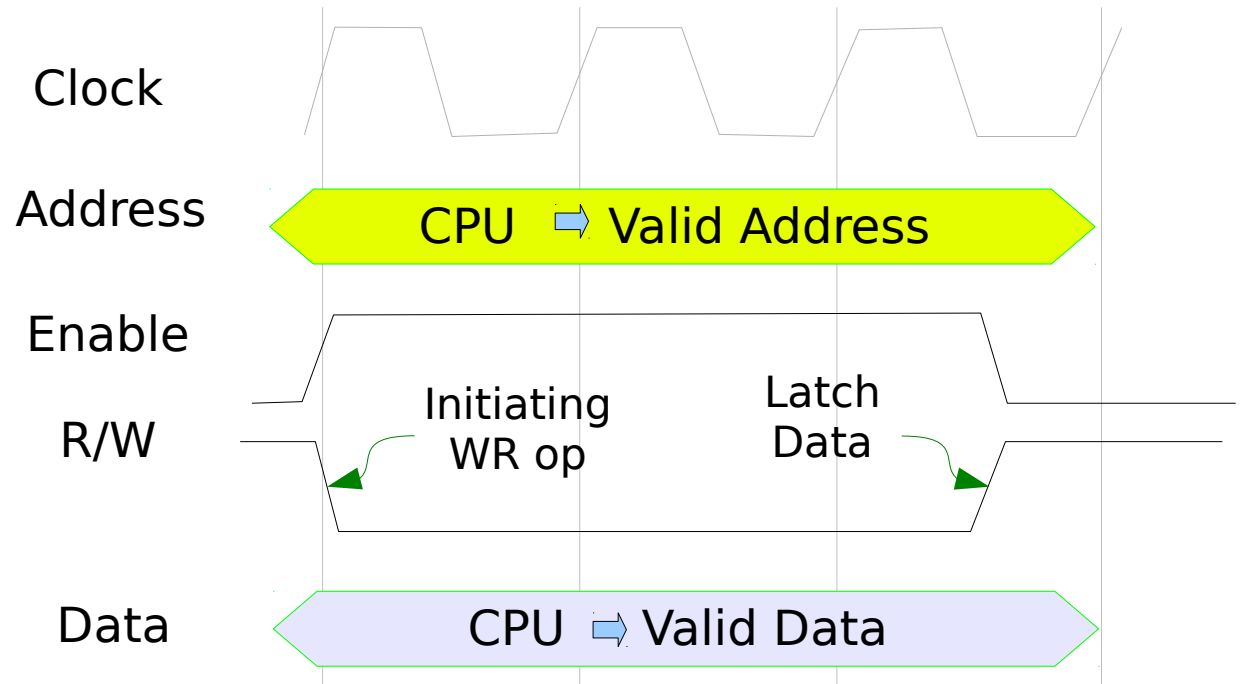 Clock
Address
CPU Valid Address
Enable
Initiating
WR op
Latch
Data
R/W
Data
CPU Valid Data